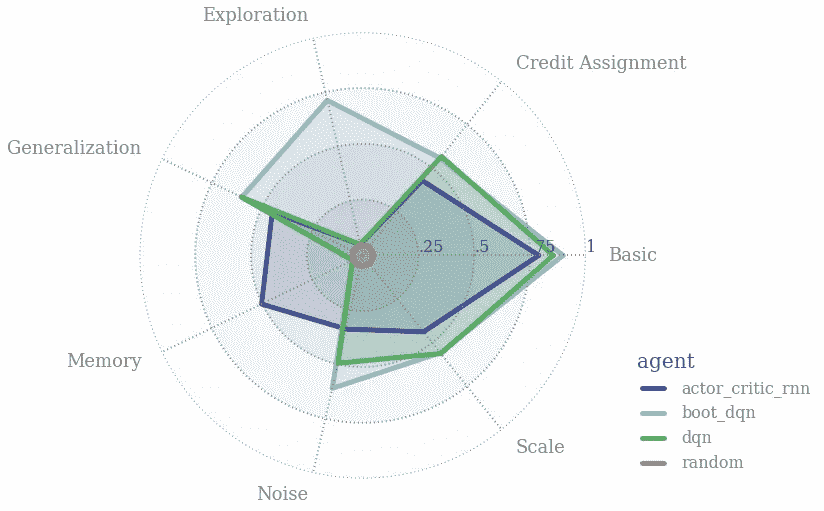 Exploration
Credit Assignment
Generalization
.25
.5
.75
1
Basic
Memory
agent
actor_critic_rnn
boot_dqn
dqn
random
Scale
Noise